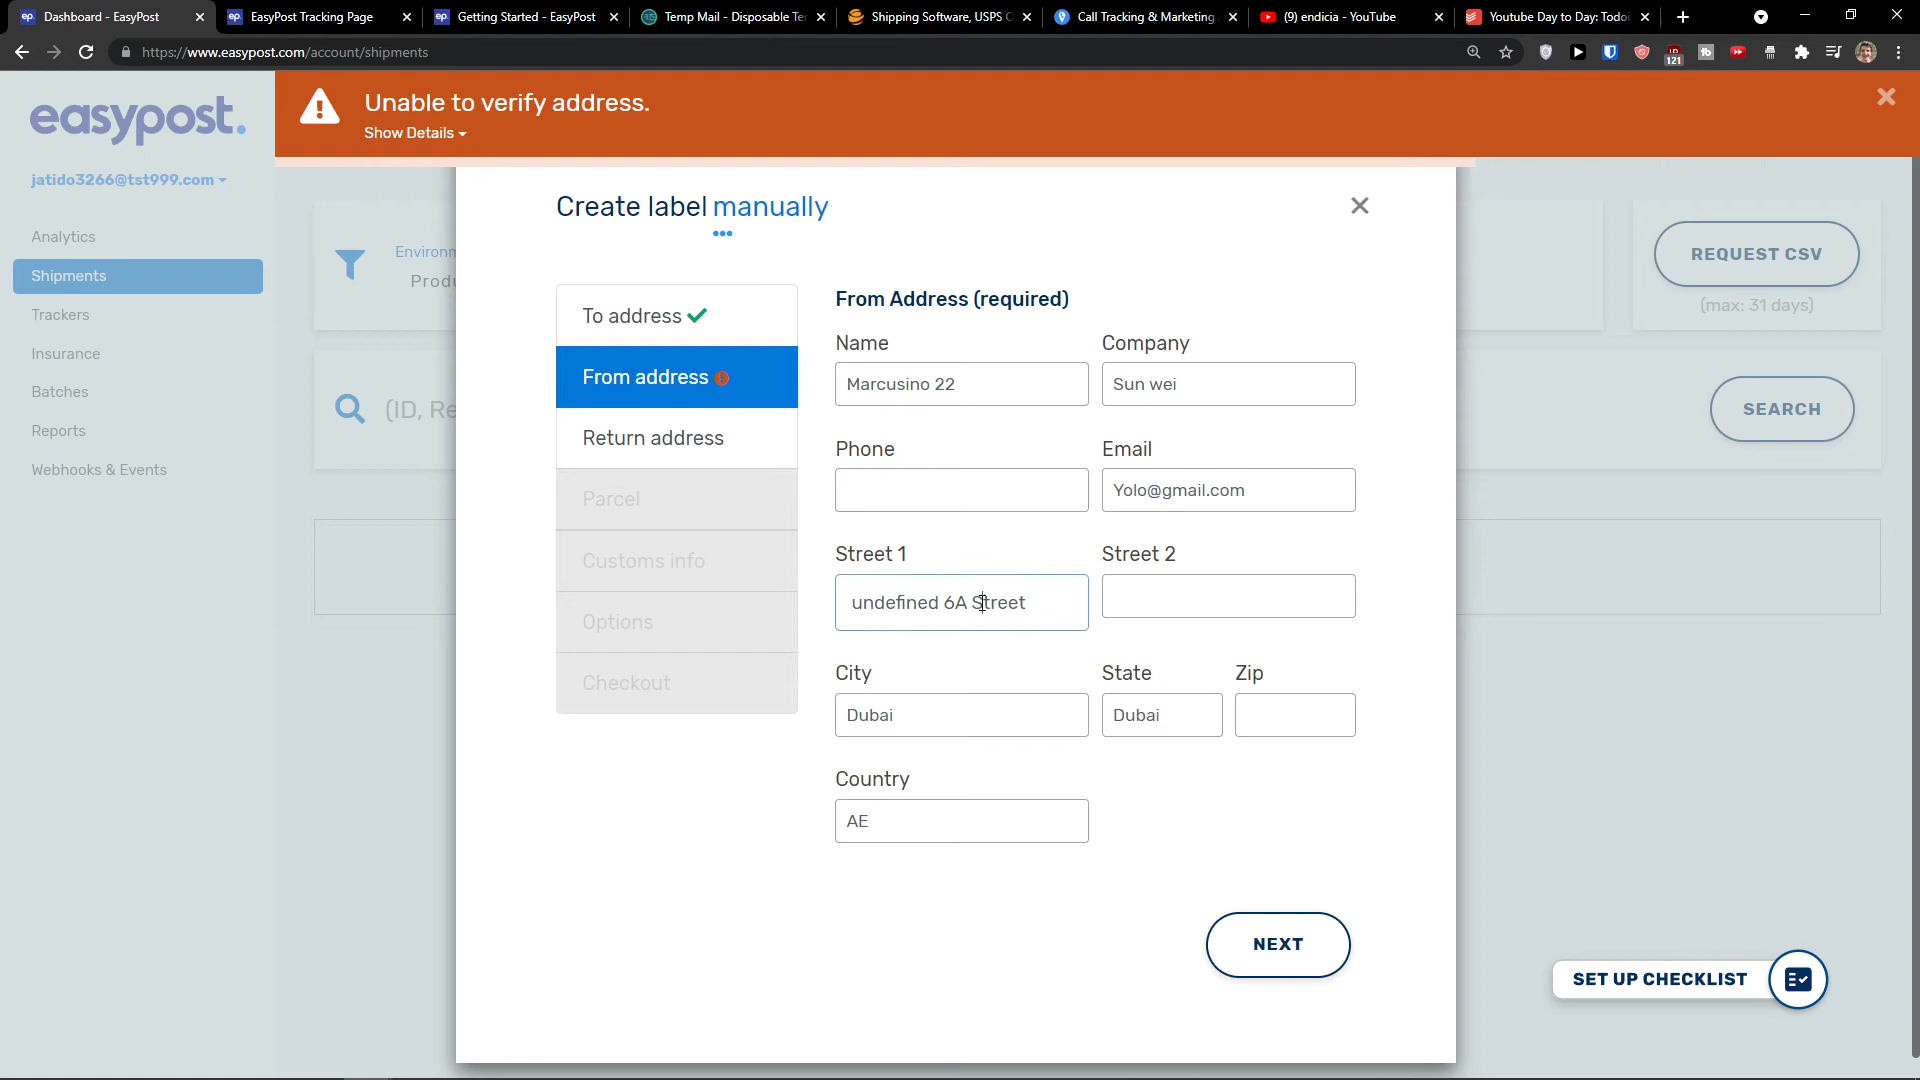 Dashboard - EasyPost
EasyPost Tracking Page
Getting Started - EasyPost
Temp Mail - Disposable Te
Shipping Software, USPS
Call Tracking & Marketing
(9) endicia - YouTube
Youtube Day to Day: Todoi
https://www.easypost.com/account/shipments
121
easypost.
Unable to verify address.
Show Details
jatido3266@tst999.com
Analytics
Shipments
Trackers
Insurance
Batches
Reports
Webhooks & Events
Environm
Produ
(ID, Re
REQUEST CSV
(max: 31 days)
SEARCH
Create label manually
To address
From address
Return address
Parcel
Customs info
Options
Checkout
From Address (required)
Name
Company
Marcusino 22
Sun wei
Phone
Email
Yolo@gmail.com
Street 1
Street 2
undefined 6A Street
City
State
Zip
Dubai
Dubai
Country
AE
NEXT
SET UP CHECKLIST